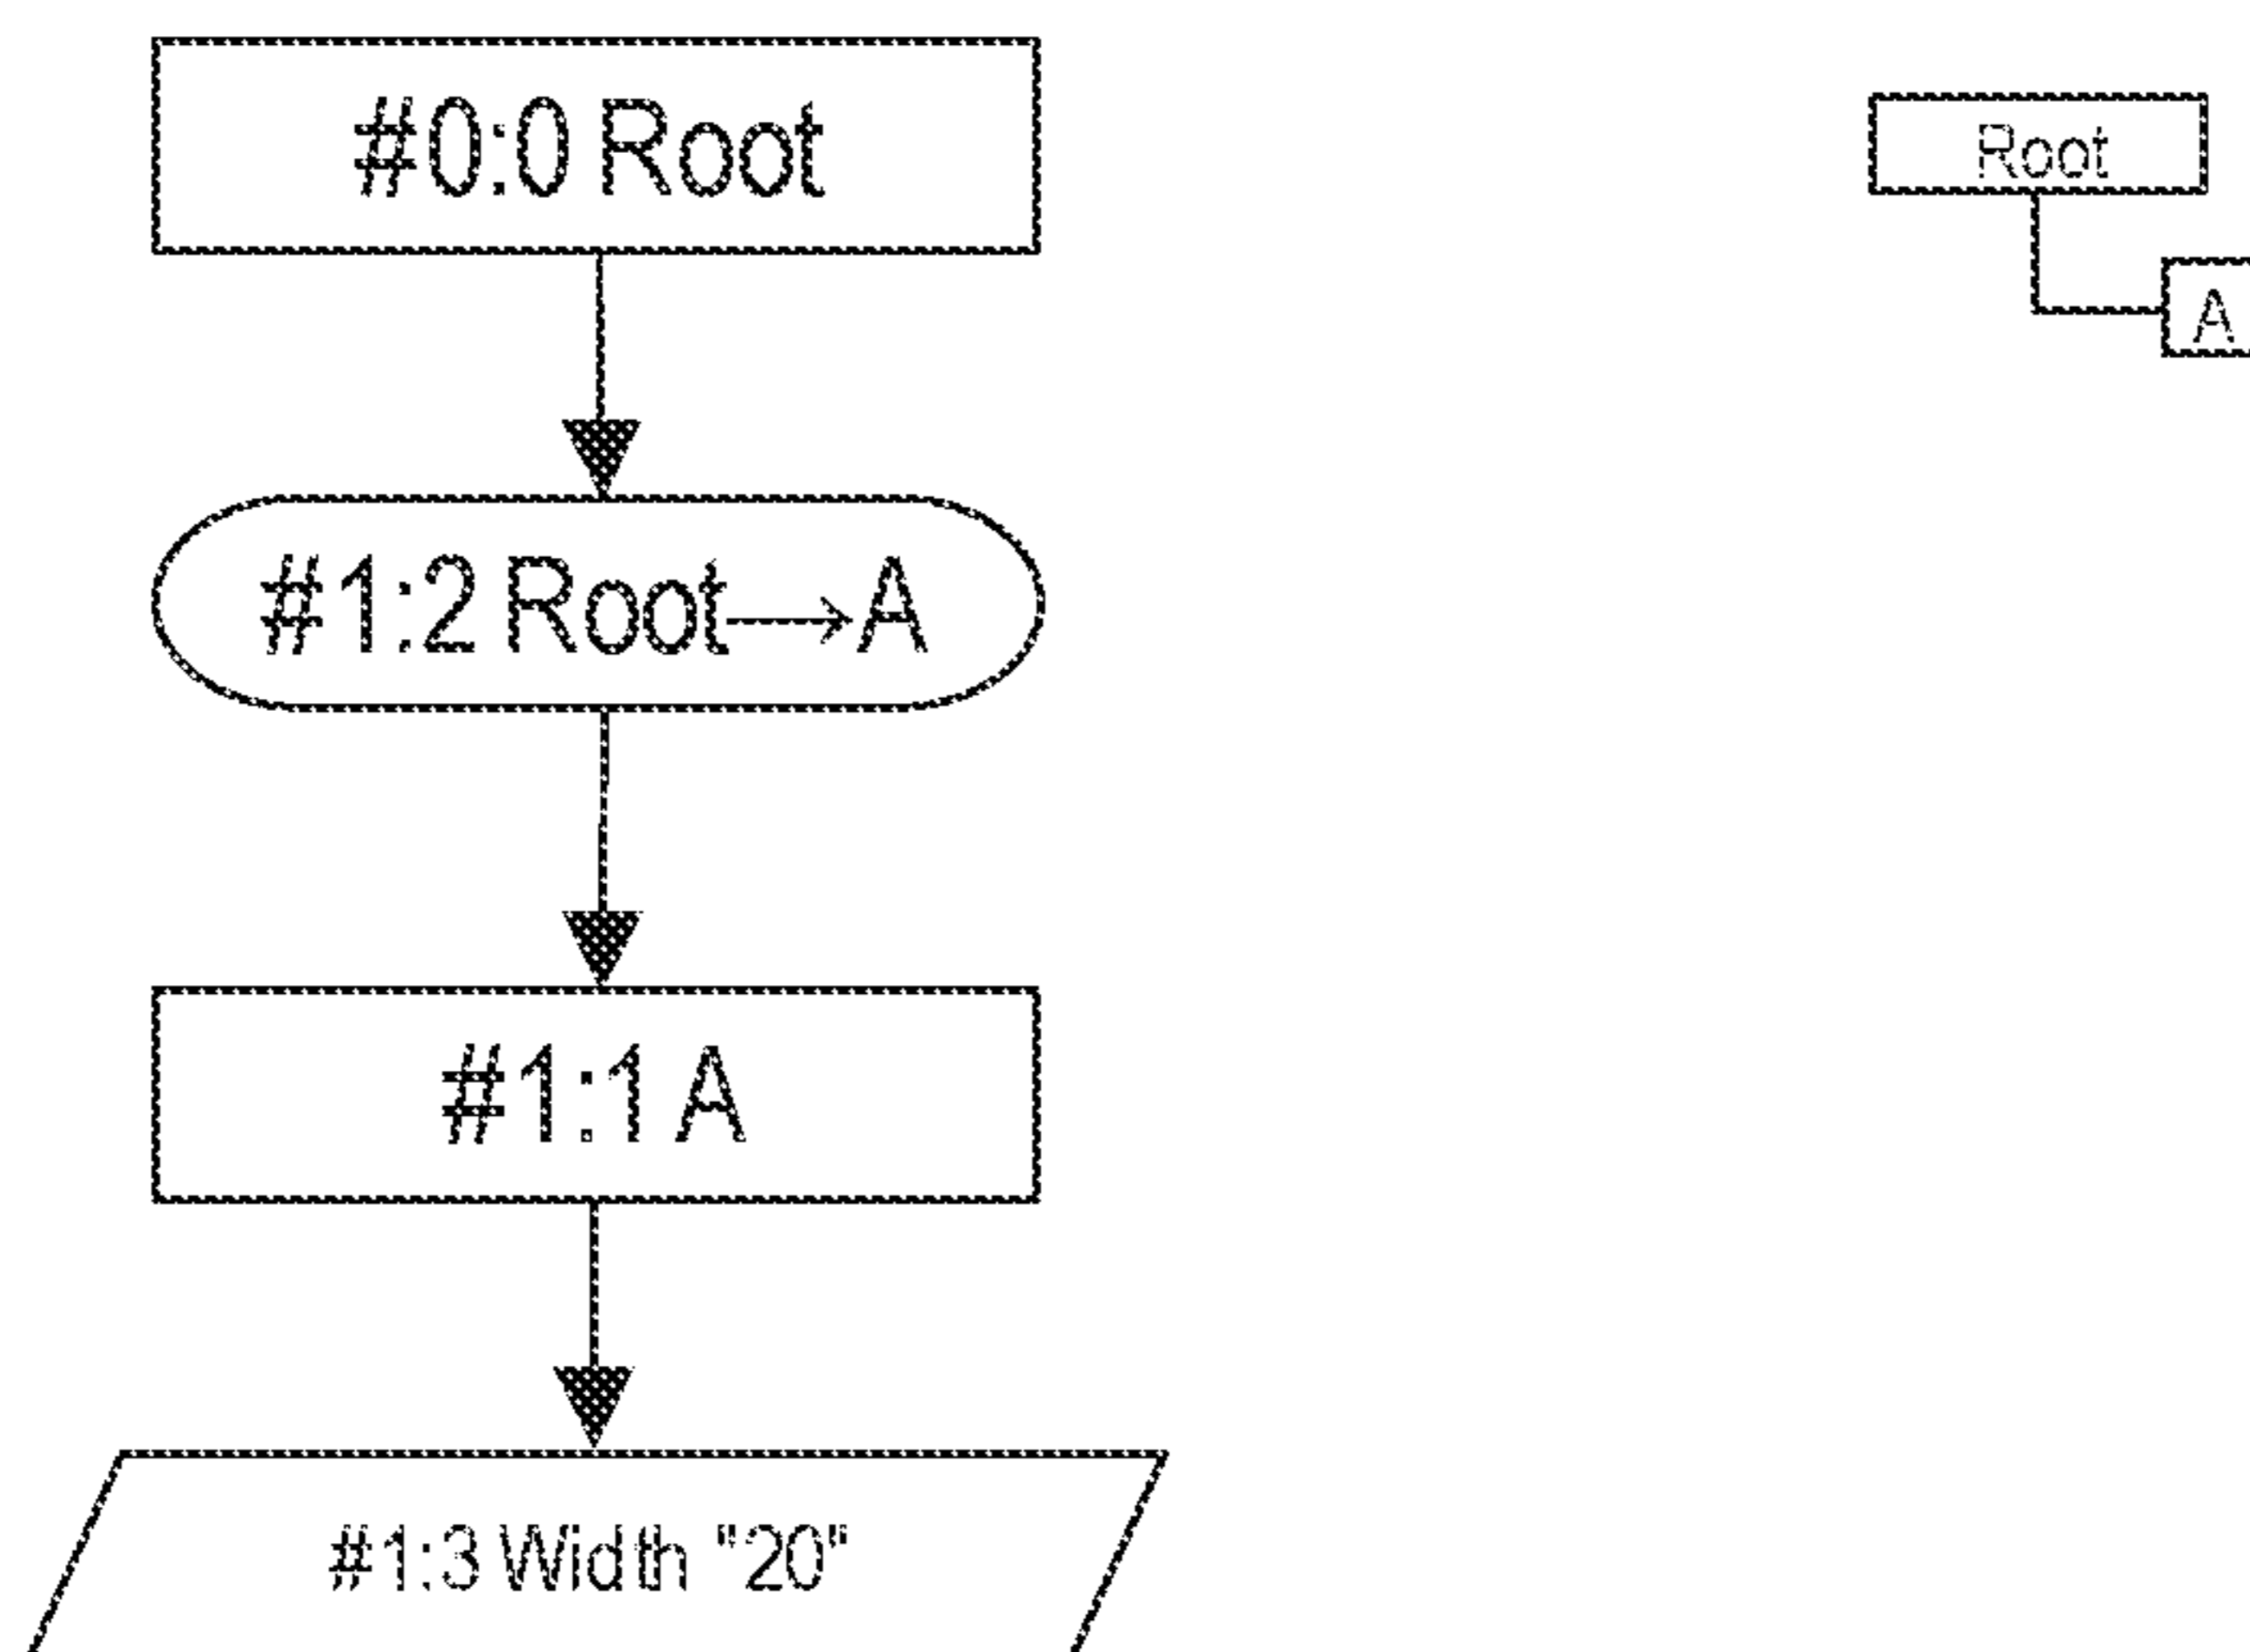 #0:0 Root
#1:2 Root→A
#1:1 A
#1:3 Width "20"
Root
A